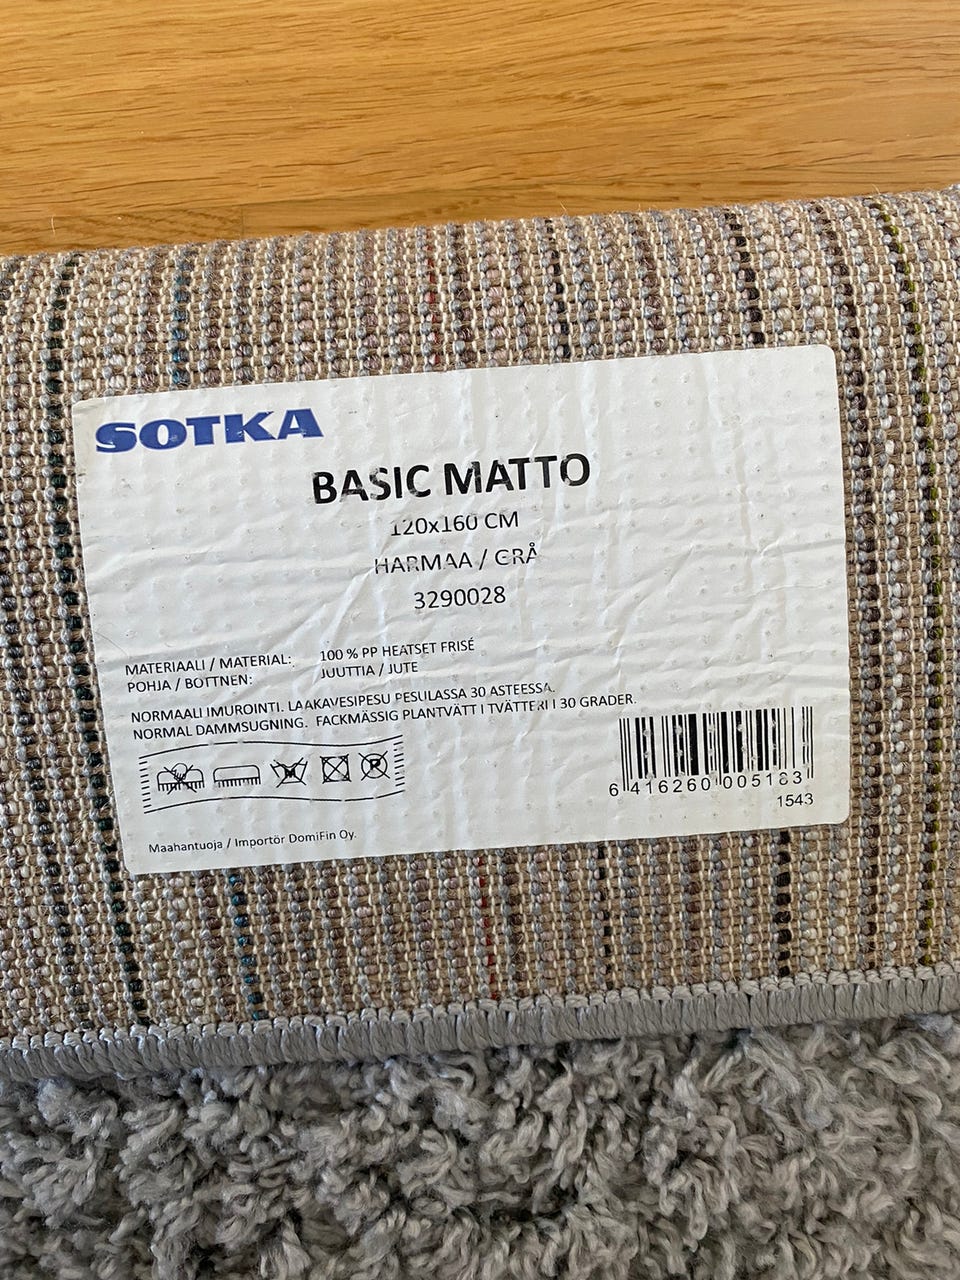 SOTKA
BASIC MATTO
120x160 CM
HARMAA / GRÅ
3290028
MATERIAALI / MATERIAL: 100 % PP HEATSET FRISÉ
POHJA / BOTTNEN: JUUTTIA / JUTE
NORMAALI IMUROINTI. LAAKAVESIPESU PESULASSA 30 ASTEESSA.
NORMAL DAMMSUGNING. FACKMÄSSIG PLANTVÄTT I TVÄTTERI I 30 GRADER.
P
6 416260 005183
1543
Maahantuoja / Importör DomiFin Oy.